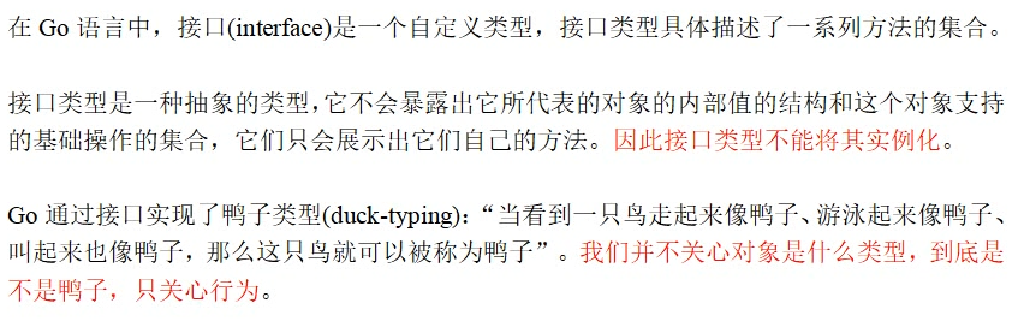 在 Go 语言中，接口(interface)是一个自定义类型，接口类型具体描述了一系列方法的集合。
接口类型是一种抽象的类型，它不会暴露出它所代表的对象的内部值的结构和这个对象支持
的基础操作的集合，它们只会展示出它们自己的方法。因此接口类型不能将其实例化。
Go 通过接口实现了鸭子类型(duck-typing)：“当看到一只鸟走起来像鸭子、游泳起来像鸭子、
叫起来也像鸭子，那么这只鸟就可以被称为鸭子”。我们并不关心对象是什么类型，到底是
不是鸭子，只关心行为。